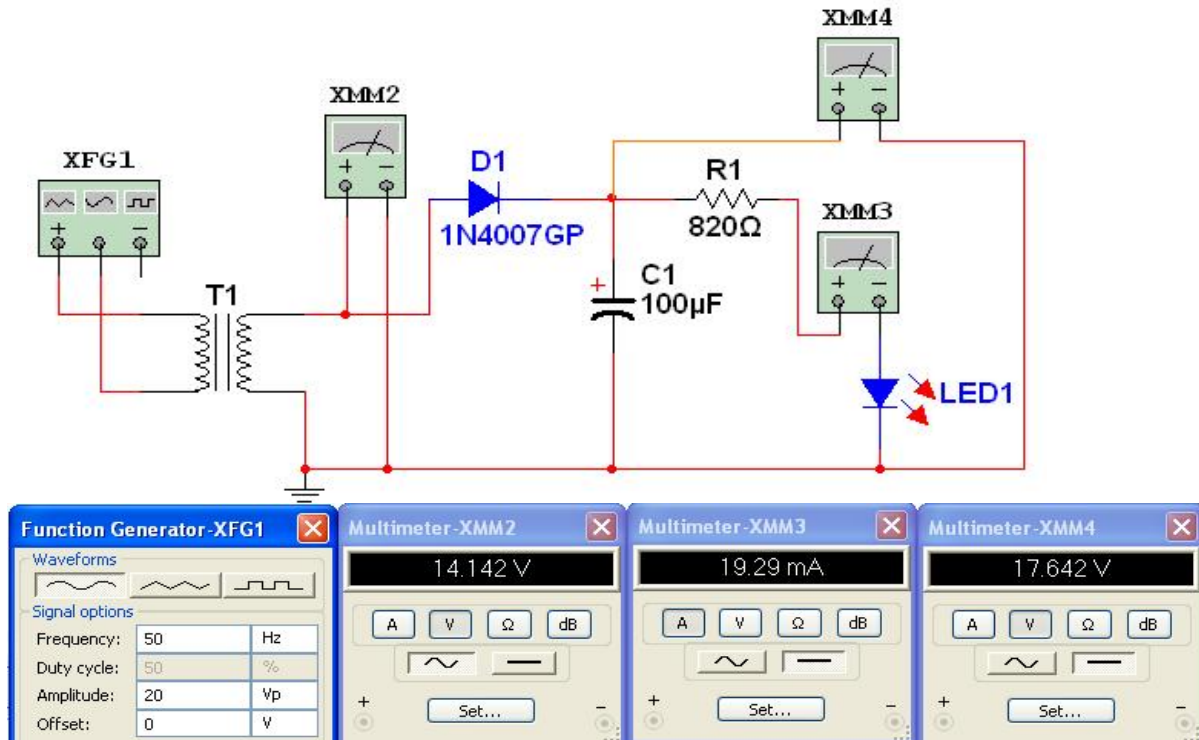 XMM4
XMM2
XFG1
D1
R1
1N4007GP
820Ω
XMM3
C1
100µF
T1
LED1
+ −
+ −
+ −
+ −
+
Function Generator-XFG1
Waveforms
Signal options
Frequency: 50 Hz
Duty cycle: 50 %
Amplitude: 20 Vp
Offset: 0 V
Multimeter-XMM2
14.142 V
A V Ω dB
+ −
Set...
Multimeter-XMM3
19.29 mA
A V Ω dB
+ −
Set...
Multimeter-XMM4
17.642 V
A V Ω dB
+ −
Set...